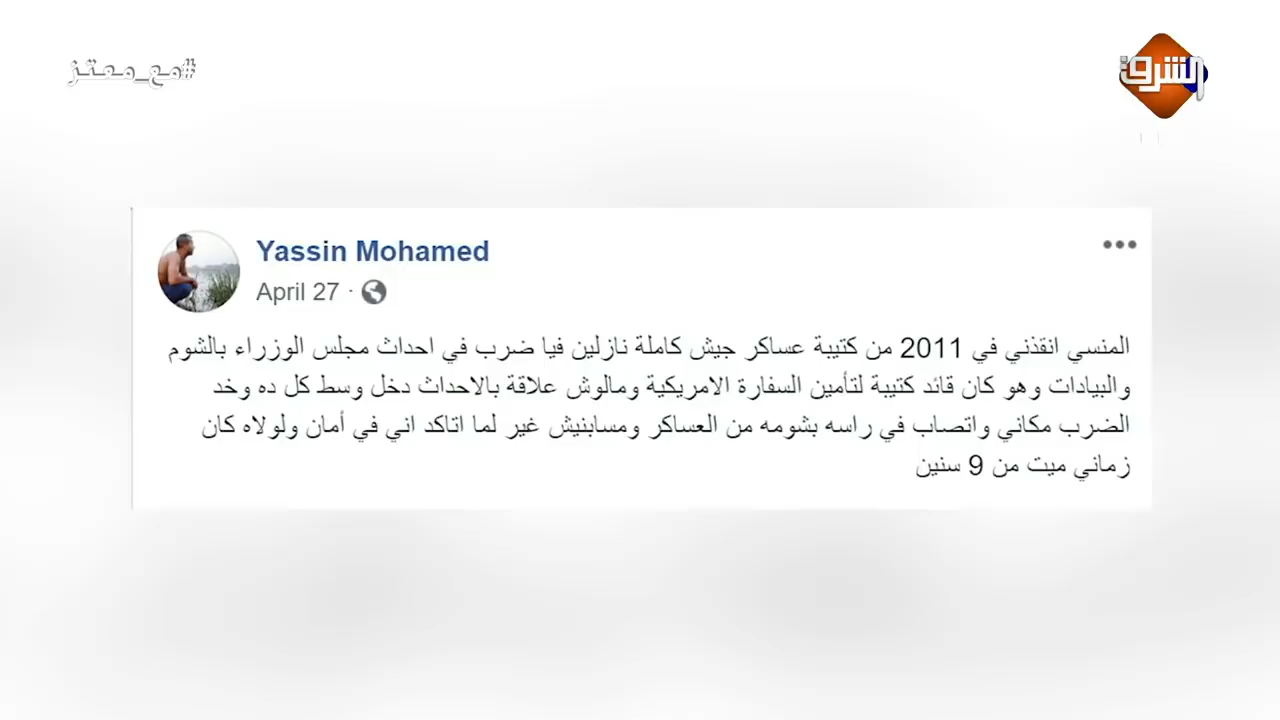 #مع_معتز
الشرق
Yassin Mohamed
April 27 ·
المنسي انقذني في 2011 من كتيبة عساكر جيش كاملة نازلين فيا ضرب في احداث مجلس الوزراء بالشوم
والبيادات وهو كان قائد كتيبة لتأمين السفارة الامريكية ومالوش علاقة بالاحداث دخل وسط كل ده وخد
الضرب مكاني واتصاب في راسه بشومه من العساكر ومسابنيش غير لما اتاكد اني في أمان ولولاه كان
زماني ميت من 9 سنين